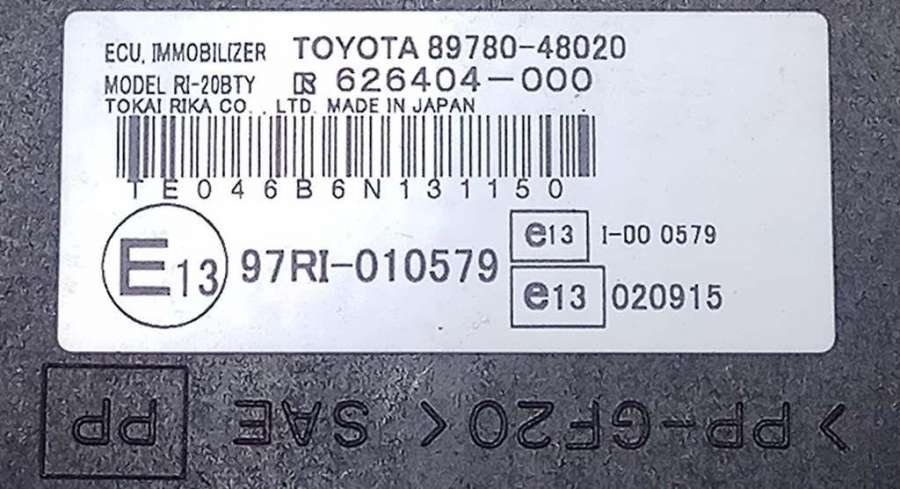 ECU, IMMOBILIZER TOYOTA 89780-48020
MODEL RI-20BTY 626404-000
TOKAI RIKA CO. ,LTD. MADE IN JAPAN
TE046B6N131150
E13 97RI-010579
e13 I-00 0579
e13 020915
>PP-GF20< SAE PP